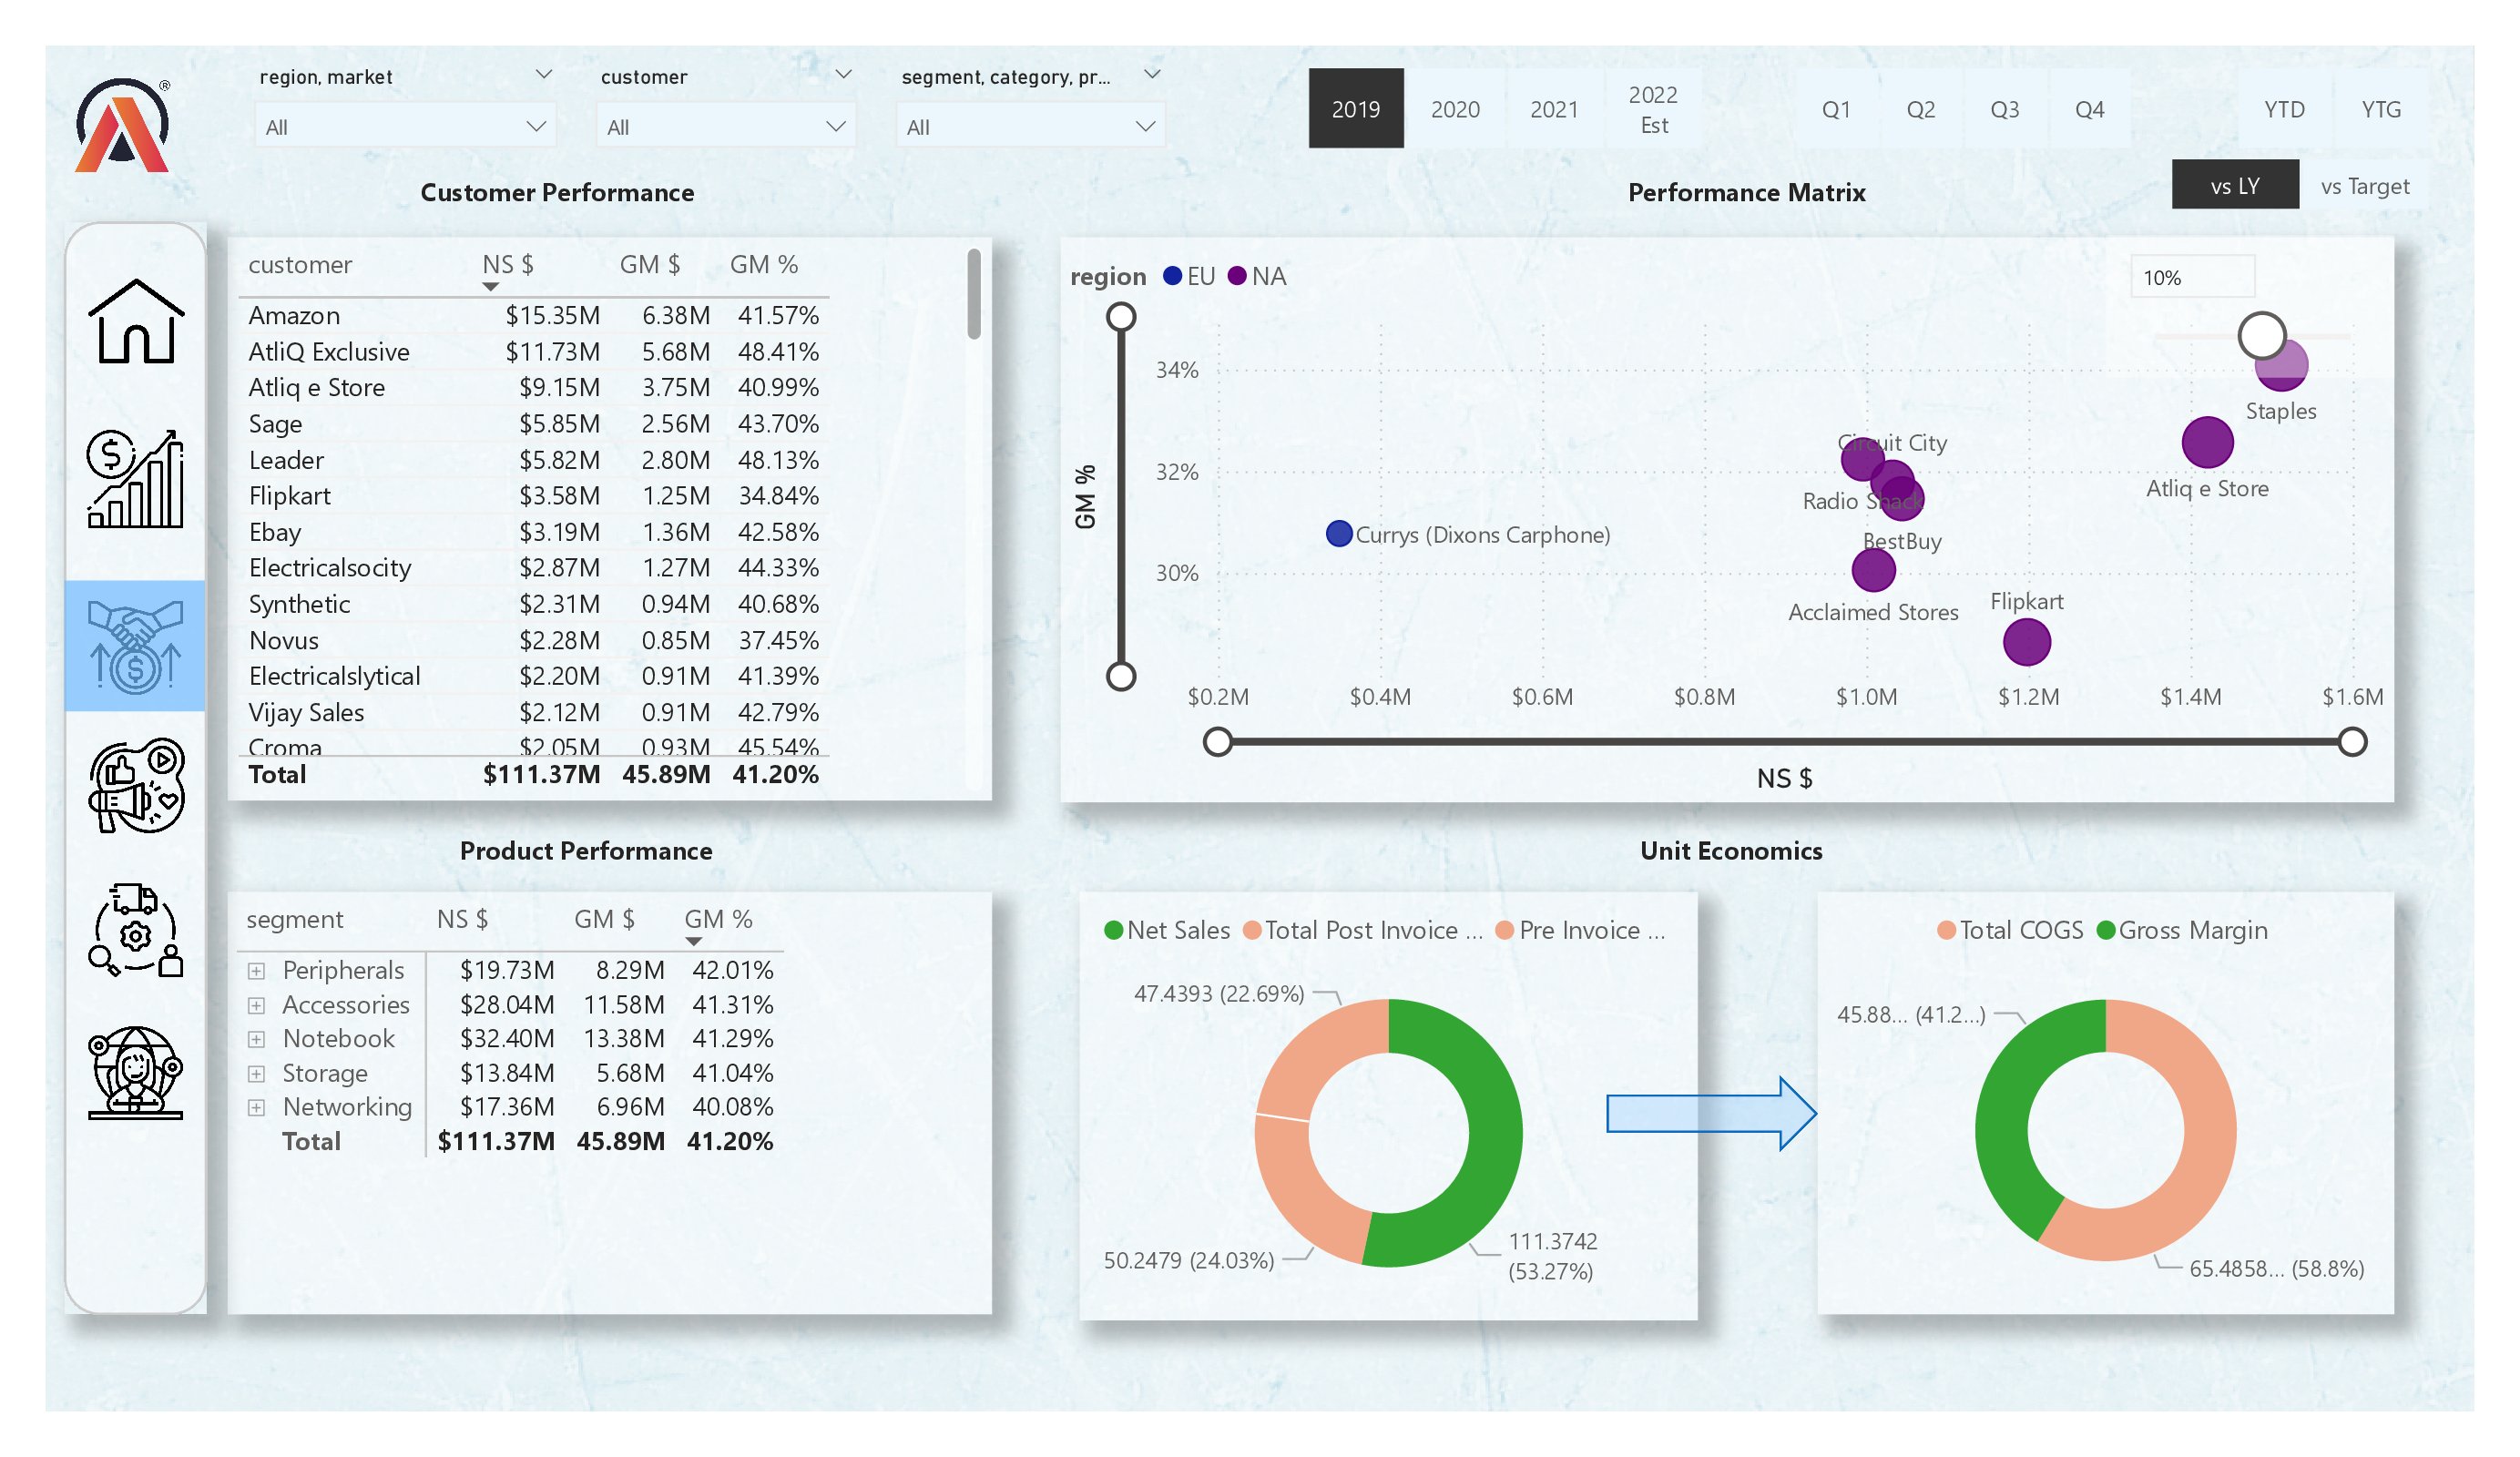 ®
region, market
customer
segment, category, pr...
All
All
All
2019
2020
2021
2022
Est
Q1
Q2
Q3
Q4
YTD
YTG
vs LY
vs Target
Customer Performance
customer NS $ GM $ GM %
Amazon $15.35M 6.38M 41.57%
AtliQ Exclusive $11.73M 5.68M 48.41%
Atliq e Store $9.15M 3.75M 40.99%
Sage $5.85M 2.56M 43.70%
Leader $5.82M 2.80M 48.13%
Flipkart $3.58M 1.25M 34.84%
Ebay $3.19M 1.36M 42.58%
Electricalsocity $2.87M 1.27M 44.33%
Synthetic $2.31M 0.94M 40.68%
Novus $2.28M 0.85M 37.45%
Electricalslytical $2.20M 0.91M 41.39%
Vijay Sales $2.12M 0.91M 42.79%
Croma $2.05M 0.93M 45.54%
Total $111.37M 45.89M 41.20%
Performance Matrix
region EU NA
10%
GM %
34%
32%
30%
Staples
Circuit City
Atliq e Store
Radio Shack
Currys (Dixons Carphone)
BestBuy
Flipkart
Acclaimed Stores
$0.2M $0.4M $0.6M $0.8M $1.0M $1.2M $1.4M $1.6M
NS $
Product Performance
segment NS $ GM $ GM %
Peripherals $19.73M 8.29M 42.01%
Accessories $28.04M 11.58M 41.31%
Notebook $32.40M 13.38M 41.29%
Storage $13.84M 5.68M 41.04%
Networking $17.36M 6.96M 40.08%
Total $111.37M 45.89M 41.20%
Unit Economics
Net Sales Total Post Invoice ... Pre Invoice ...
47.4393 (22.69%)
50.2479 (24.03%)
111.3742
(53.27%)
Total COGS Gross Margin
45.88... (41.2...)
65.4858... (58.8%)